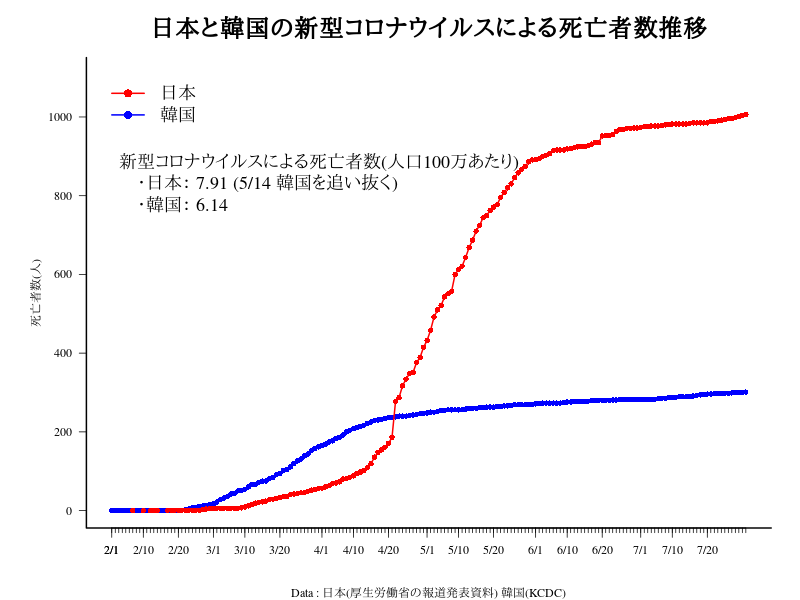 日本と韓国の新型コロナウイルスによる死亡者数推移
日本
韓国
新型コロナウイルスによる死亡者数(人口100万あたり)
・日本: 7.91 (5/14 韓国を追い抜く)
・韓国: 6.14
死亡者数(人)
1000
800
600
400
200
0
2/1 2/10 2/20 3/1 3/10 3/20 4/1 4/10 4/20 5/1 5/10 5/20 6/1 6/10 6/20 7/1 7/10 7/20
Data : 日本(厚生労働省の報道発表資料) 韓国(KCDC)